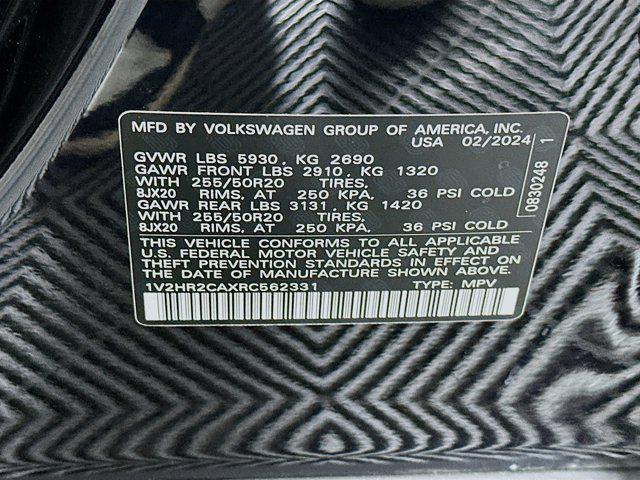 MFD BY VOLKSWAGEN GROUP OF AMERICA, INC.
USA 02/2024
GVWR LBS 5930, KG 2690
GAWR FRONT LBS 2910, KG 1320
WITH 255/50R20 TIRES,
8JX20 RIMS, AT 250 KPA, 36 PSI COLD
GAWR REAR LBS 3131, KG 1420
WITH 255/50R20 TIRES,
8JX20 RIMS, AT 250 KPA, 36 PSI COLD
THIS VEHICLE CONFORMS TO ALL APPLICABLE
U.S. FEDERAL MOTOR VEHICLE SAFETY AND
THEFT PREVENTION STANDARDS IN EFFECT ON
THE DATE OF MANUFACTURE SHOWN ABOVE.
1V2HR2CAXRC562331 TYPE: MPV
0830248 1